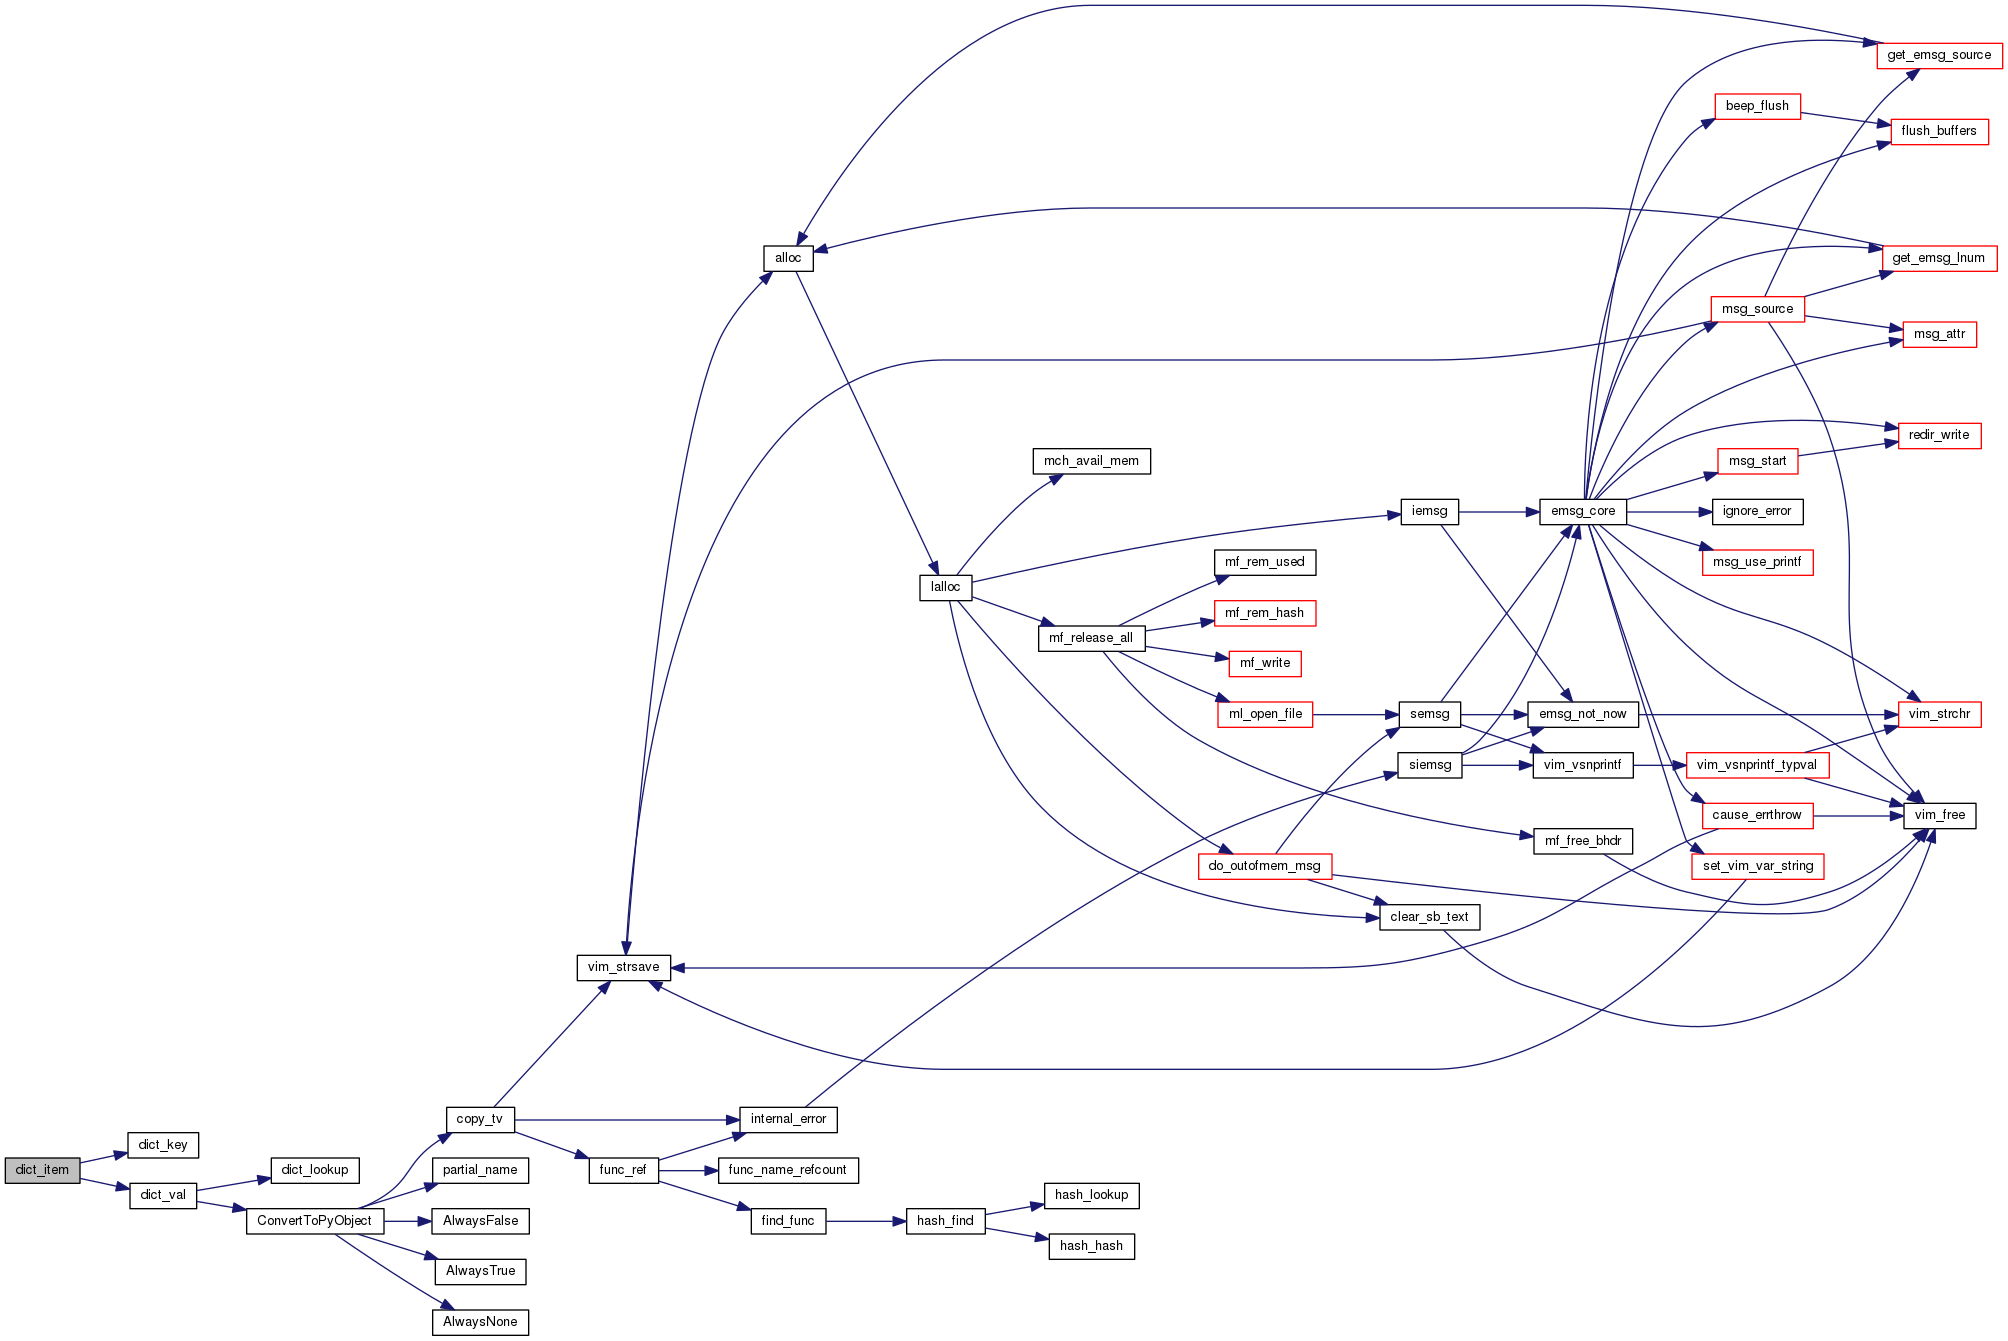 get_emsg_source
beep_flush
flush_buffers
alloc
get_emsg_lnum
msg_source
msg_attr
redir_write
mch_avail_mem
msg_start
iemsg
emsg_core
ignore_error
mf_rem_used
msg_use_printf
lalloc
mf_rem_hash
mf_release_all
mf_write
ml_open_file
semsg
emsg_not_now
vim_strchr
siemsg
vim_vsnprintf
vim_vsnprintf_typval
cause_errthrow
vim_free
mf_free_bhdr
do_outofmem_msg
set_vim_var_string
clear_sb_text
vim_strsave
copy_tv
internal_error
dict_key
dict_item
dict_lookup
partial_name
func_ref
func_name_refcount
dict_val
hash_lookup
ConvertToPyObject
AlwaysFalse
find_func
hash_find
hash_hash
AlwaysTrue
AlwaysNone